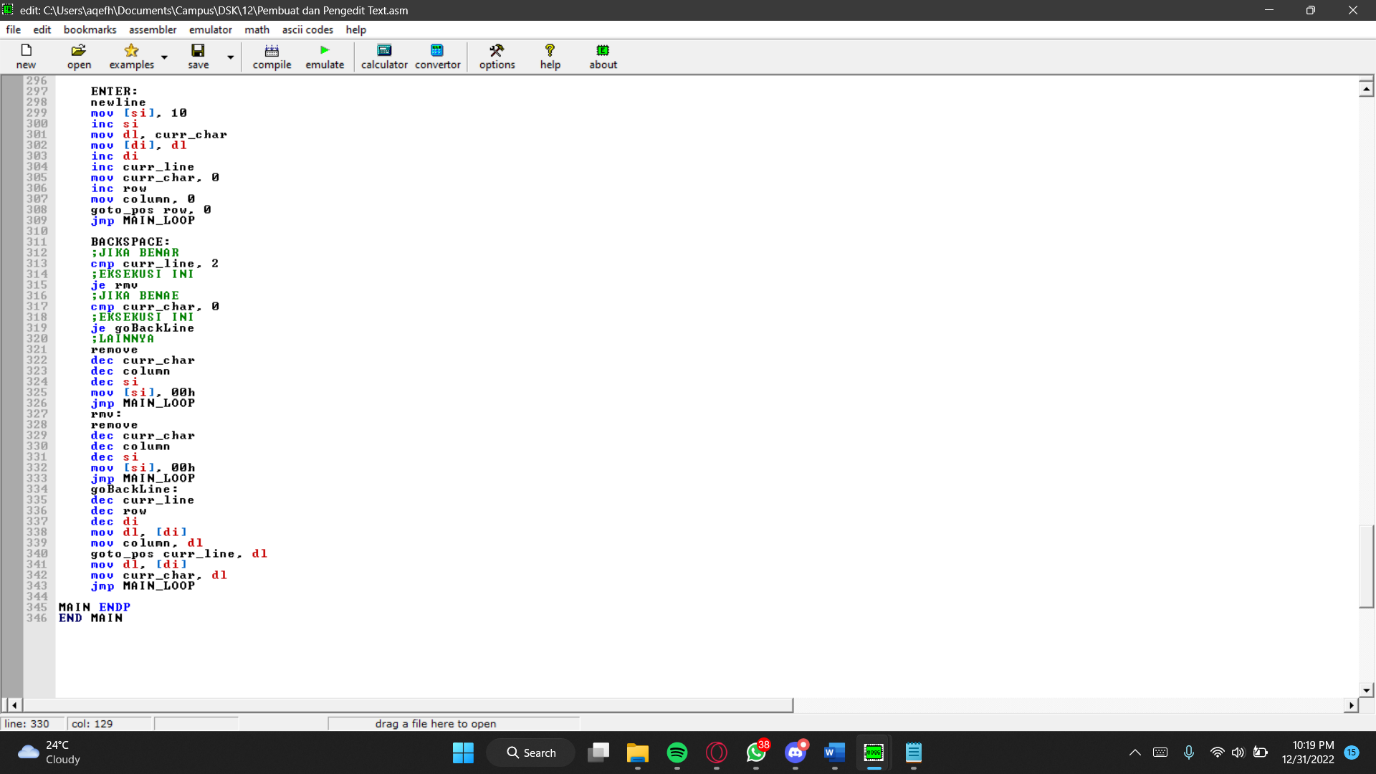 edit: C:\Users\aqefh\Documents\Campus\DSK\12\Pembuat dan Pengedit Text.asm
file edit bookmarks assembler emulator math ascii codes help
new open examples save compile emulate calculator convertor options help about
296
297 ENTER:
298 newline
299 mov [si], 10
300 inc si
301 mov dl, curr_char
302 mov [di], dl
303 inc di
304 inc curr_line
305 mov curr_char, 0
306 inc row
307 mov column, 0
308 goto_pos row, 0
309 jmp MAIN_LOOP
310
311 BACKSPACE:
312 ;JIKA BENAR
313 cmp curr_line, 2
314 ;EKSEKUSI INI
315 je rmv
316 ;JIKA BENAE
317 cmp curr_char, 0
318 ;EKSEKUSI INI
319 je goBackLine
320 ;LAINNYA
321 remove
322 dec curr_char
323 dec column
324 dec si
325 mov [si], 00h
326 jmp MAIN_LOOP
327 rmv:
328 remove
329 dec curr_char
330 dec column
331 dec si
332 mov [si], 00h
333 jmp MAIN_LOOP
334 goBackLine:
335 dec curr_line
336 dec row
337 dec di
338 mov dl, [di]
339 mov column, dl
340 goto_pos curr_line, dl
341 mov dl, [di]
342 mov curr_char, dl
343 jmp MAIN_LOOP
344
345 MAIN ENDP
346 END MAIN
line: 330 col: 129 drag a file here to open
24°C
Cloudy
Search
38
10:19 PM
12/31/2022
15